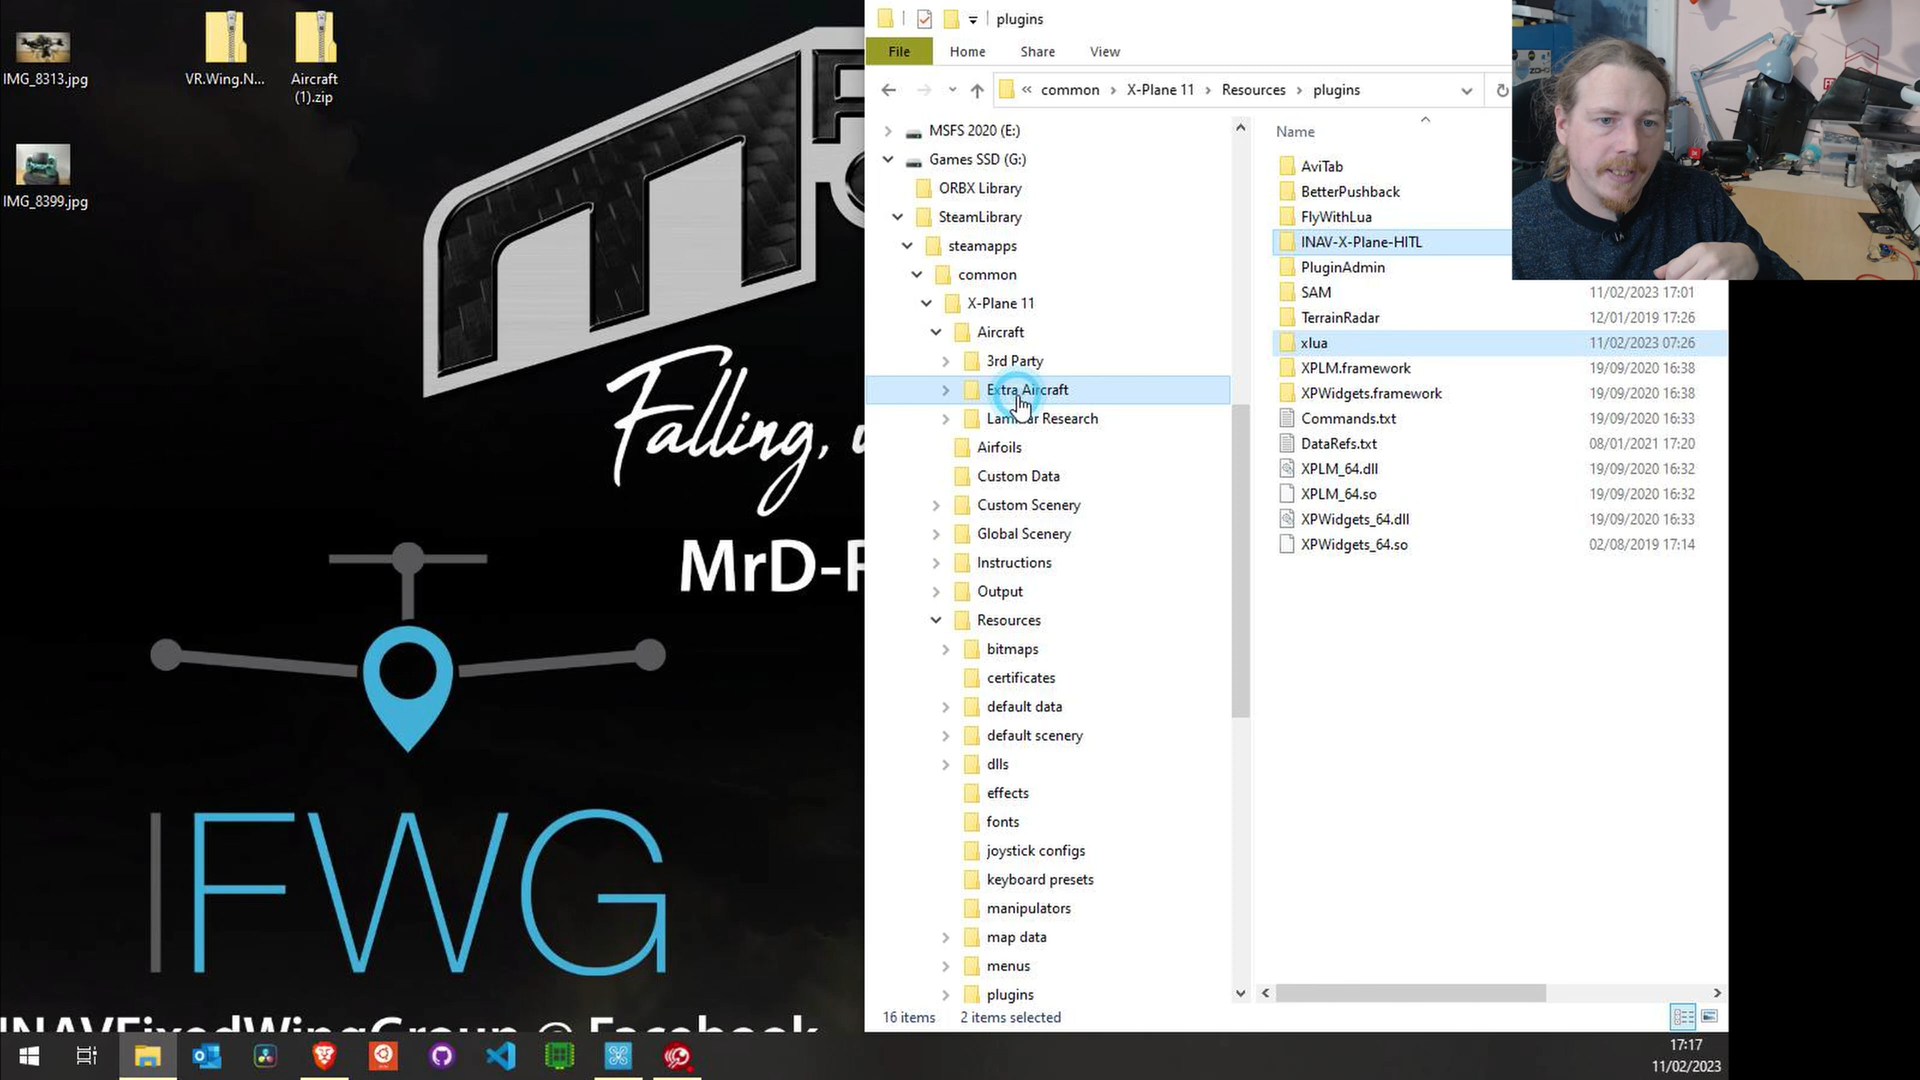 IMG_8313.jpg
VR.Wing.N...
Aircraft
(1).zip
IMG_8399.jpg
Falling,
MrD-
IFWG
INAVFixedWingGroup @ Facebook
plugins
File
Home
Share
View
« common › X-Plane 11 › Resources › plugins
MSFS 2020 (E:)
Games SSD (G:)
ORBX Library
SteamLibrary
steamapps
common
X-Plane 11
Aircraft
3rd Party
Extra Aircraft
Laminar Research
Airfoils
Custom Data
Custom Scenery
Global Scenery
Instructions
Output
Resources
bitmaps
certificates
default data
default scenery
dlls
effects
fonts
joystick configs
keyboard presets
manipulators
map data
menus
plugins
Name
AviTab
BetterPushback
FlyWithLua
INAV-X-Plane-HITL
PluginAdmin
SAM 11/02/2023 17:01
TerrainRadar 12/01/2019 17:26
xlua 11/02/2023 07:26
XPLM.framework 19/09/2020 16:38
XPWidgets.framework 19/09/2020 16:38
Commands.txt 19/09/2020 16:33
DataRefs.txt 08/01/2021 17:20
XPLM_64.dll 19/09/2020 16:32
XPLM_64.so 19/09/2020 16:32
XPWidgets_64.dll 19/09/2020 16:33
XPWidgets_64.so 02/08/2019 17:14
16 items
2 items selected
17:17
11/02/2023